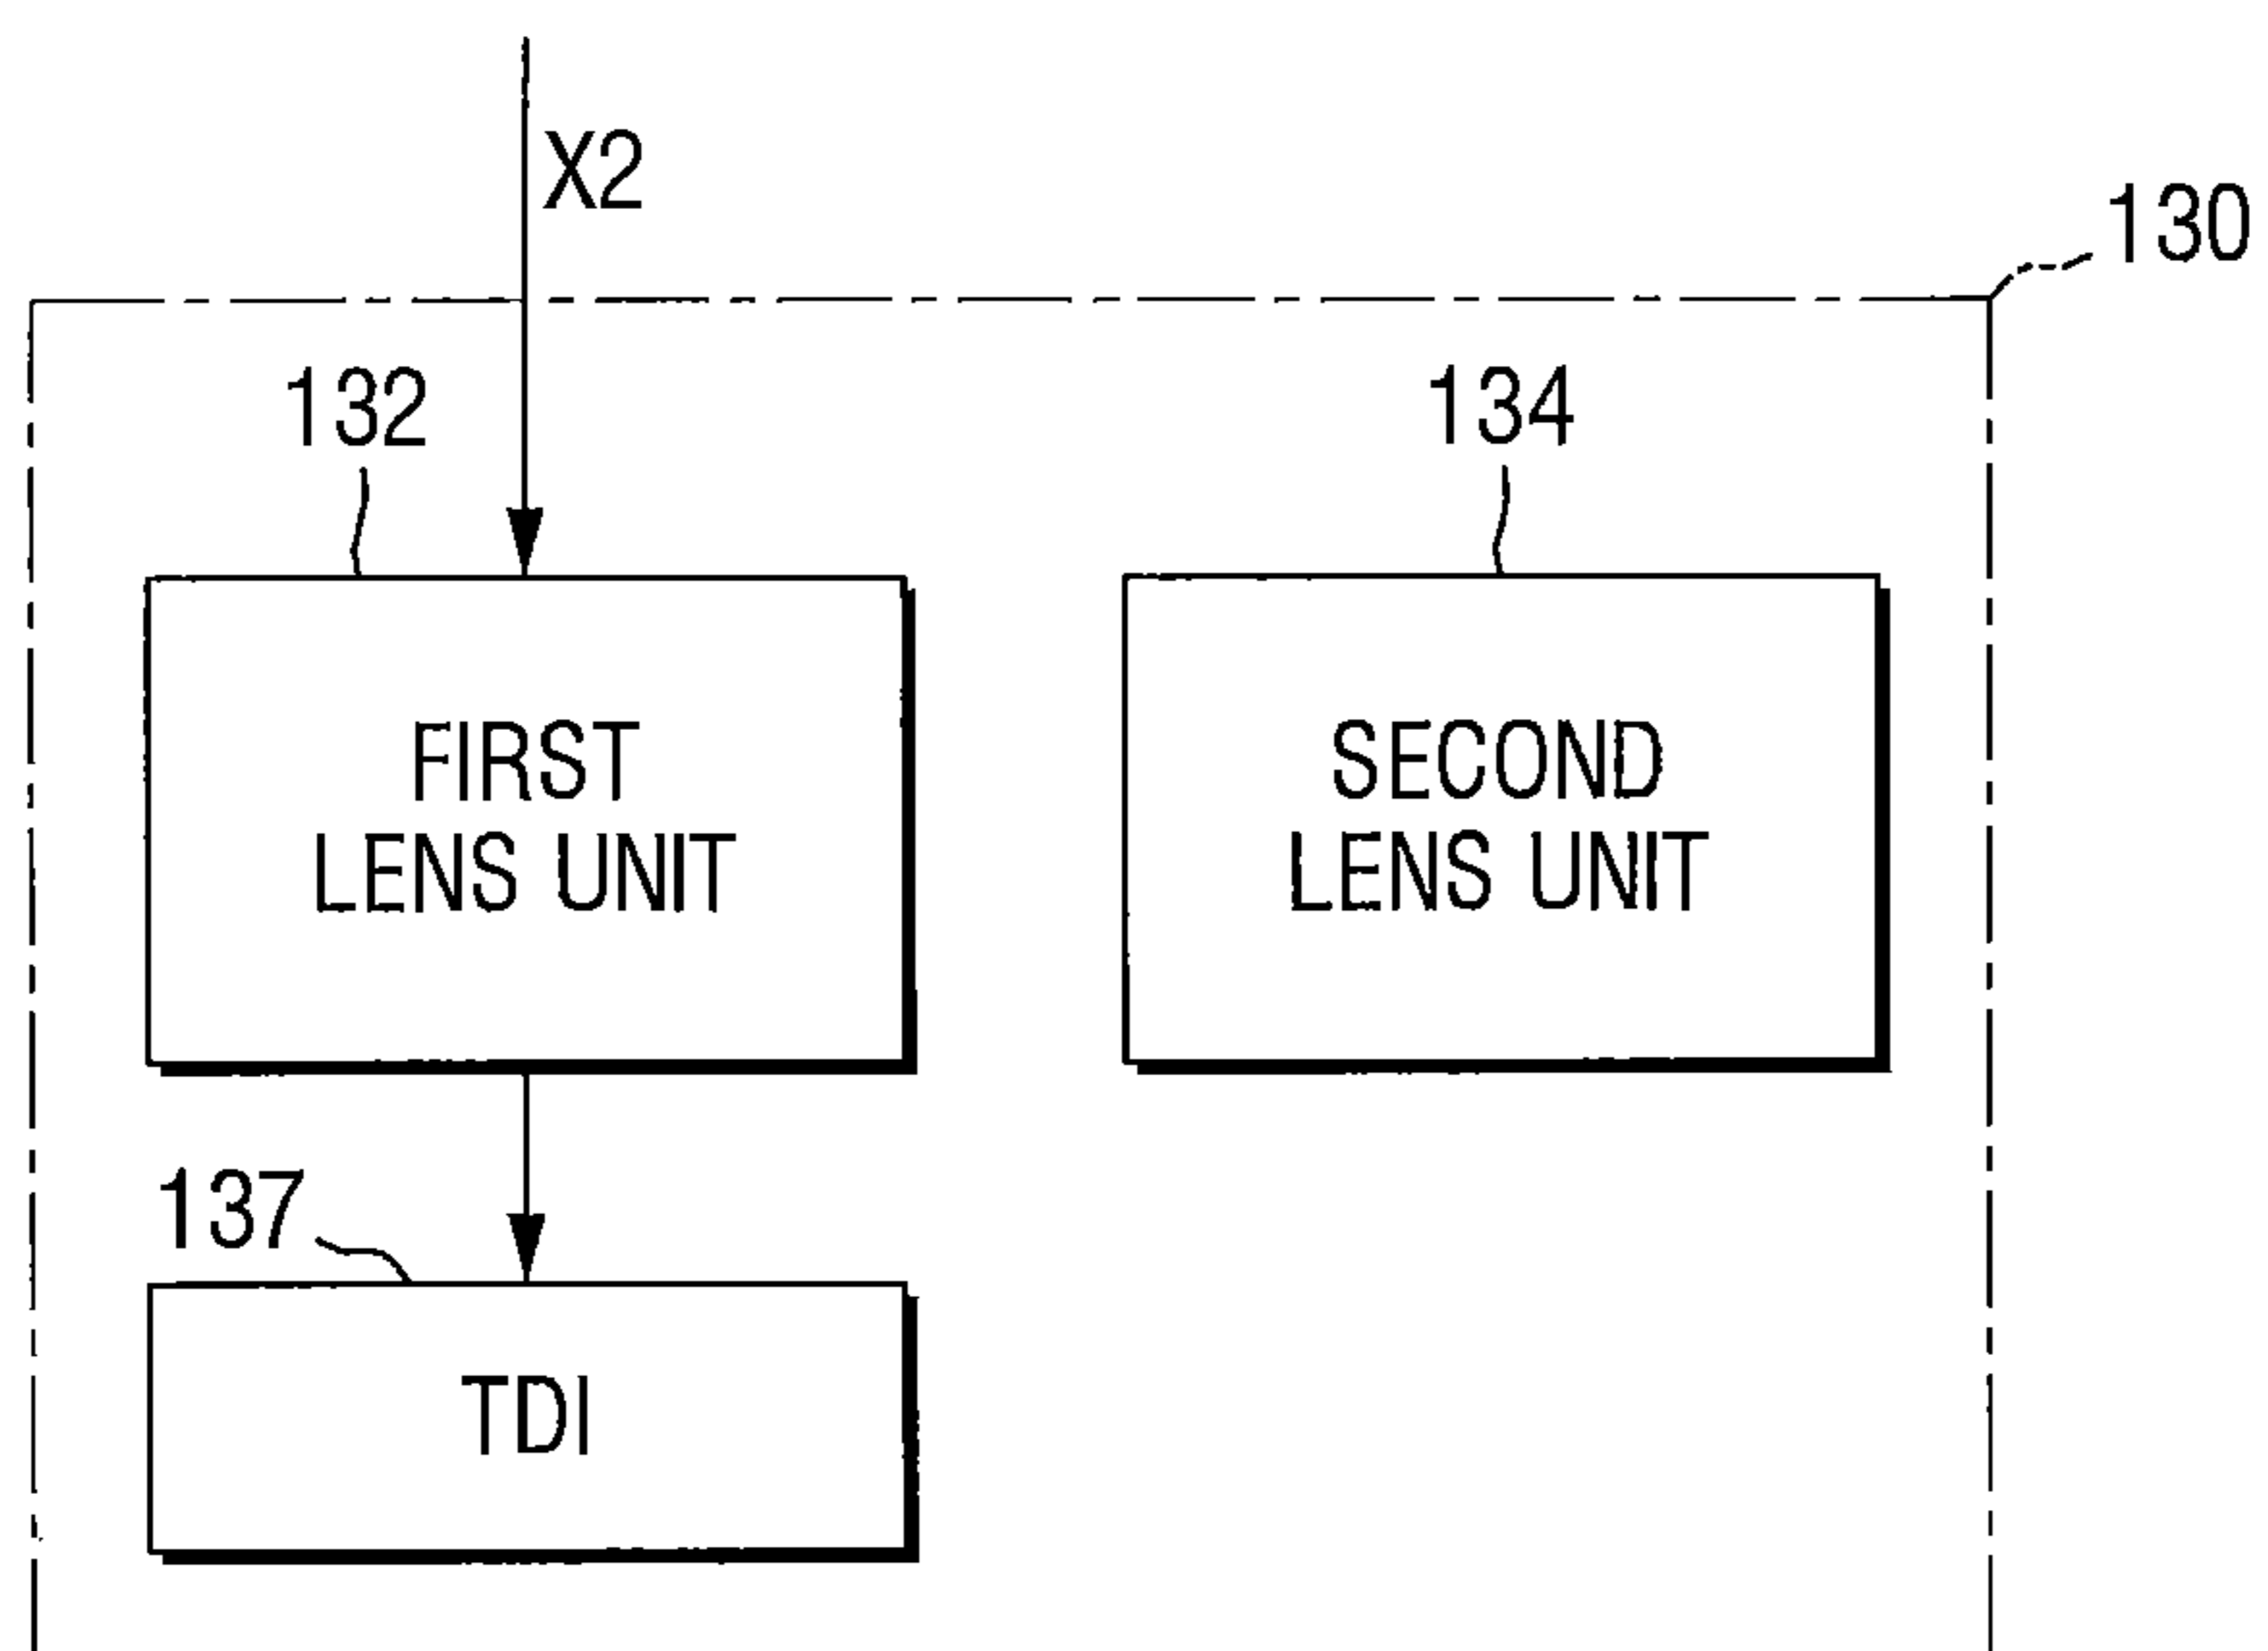 X2
130
132
134
FIRST
LENS UNIT
SECOND
LENS UNIT
137
TDI